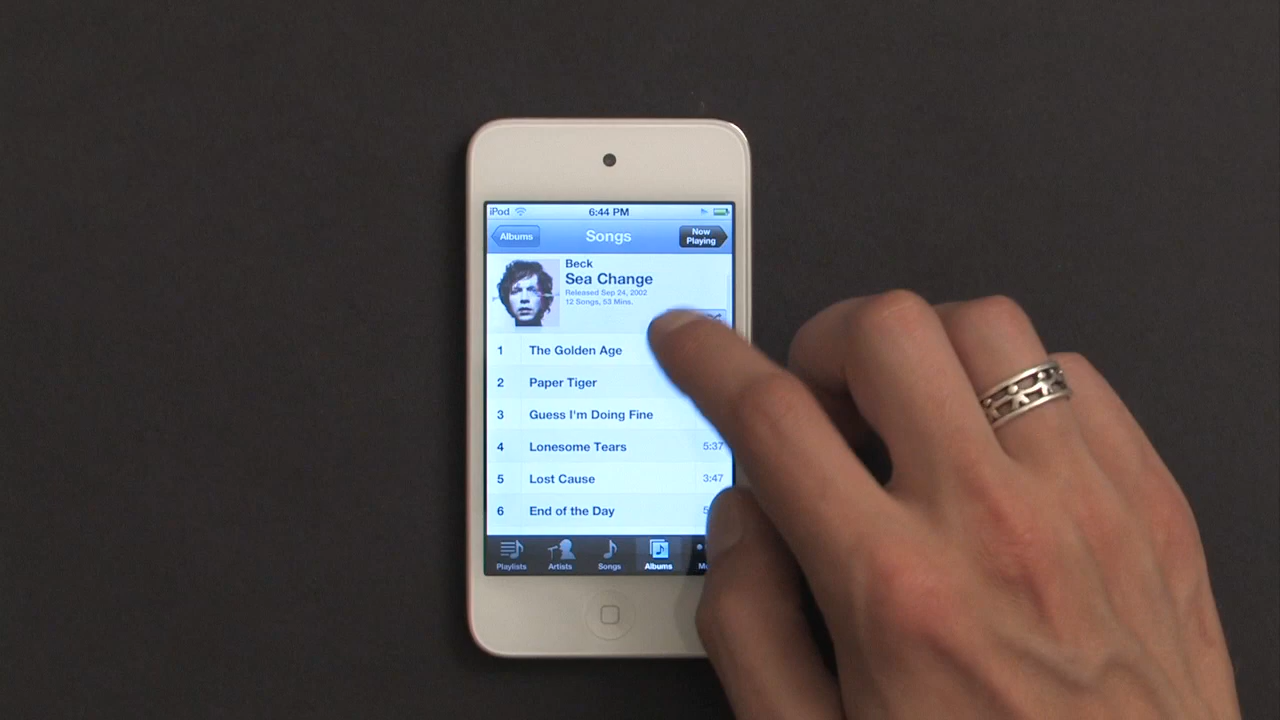 iPod 6:44 PM
Albums Songs Now Playing
Beck
Sea Change
Released Sep 24, 2002
12 Songs, 53 Mins.
1 The Golden Age
2 Paper Tiger
3 Guess I'm Doing Fine
4 Lonesome Tears 5:37
5 Lost Cause 3:47
6 End of the Day
Playlists Artists Songs Albums